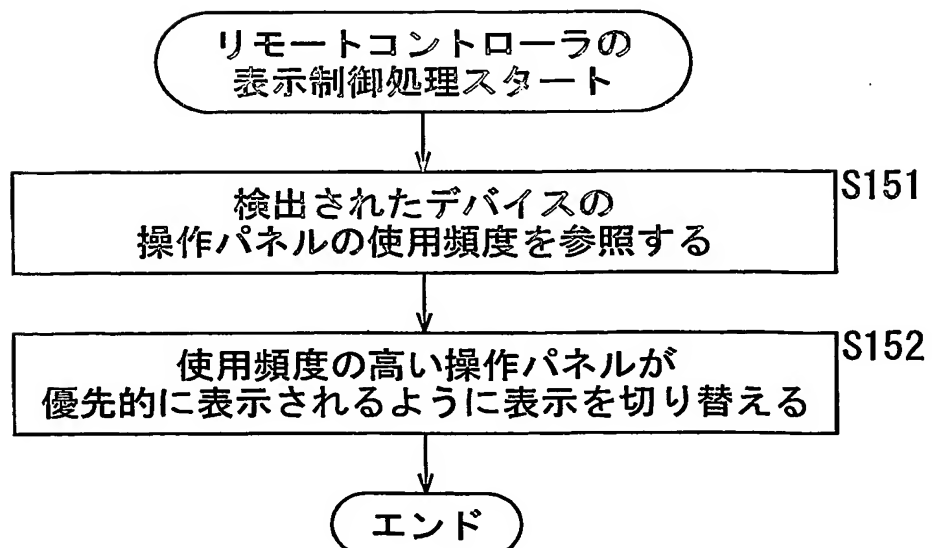 リモートコントローラの
表示制御処理スタート
S151
検出されたデバイスの
操作パネルの使用頻度を参照する
S152
使用頻度の高い操作パネルが
優先的に表示されるように表示を切り替える
エンド